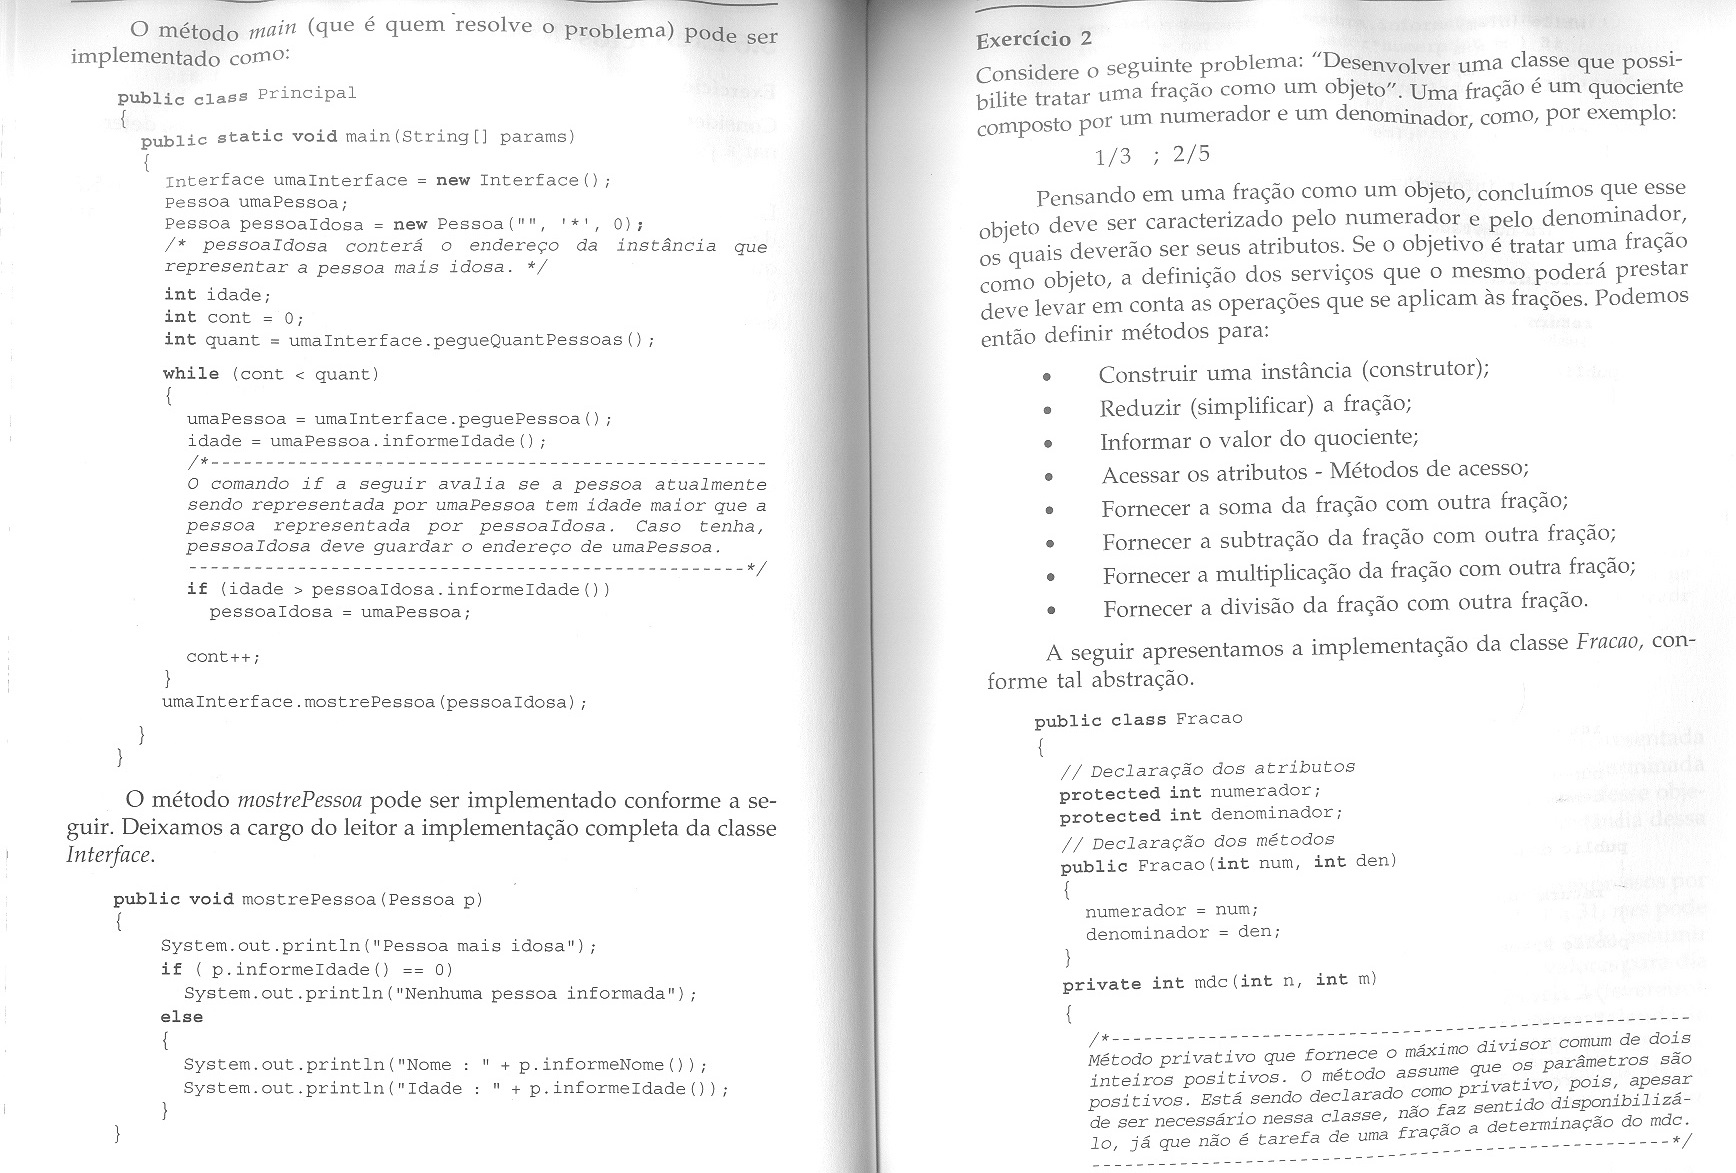 O método main (que é quem resolve o problema) pode ser
implementado como:
public class Principal
{
public static void main(String[] params)
{
Interface umaInterface = new Interface();
Pessoa umaPessoa;
Pessoa pessoaIdosa = new Pessoa("", '*', 0);
/* pessoaIdosa conterá o endereço da instância que
representar a pessoa mais idosa. */
int idade;
int cont = 0;
int quant = umaInterface.pegueQuantPessoas();
while (cont < quant)
{
umaPessoa = umaInterface.peguePessoa();
idade = umaPessoa.informeIdade();
/*--------------------------------------------------
O comando if a seguir avalia se a pessoa atualmente
sendo representada por umaPessoa tem idade maior que a
pessoa representada por pessoaIdosa. Caso tenha,
pessoaIdosa deve guardar o endereço de umaPessoa.
--------------------------------------------------*/
if (idade > pessoaIdosa.informeIdade())
pessoaIdosa = umaPessoa;
cont++;
}
umaInterface.mostrePessoa(pessoaIdosa);
}
}
O método mostrePessoa pode ser implementado conforme a se-
guir. Deixamos a cargo do leitor a implementação completa da classe
Interface.
public void mostrePessoa(Pessoa p)
{
System.out.println("Pessoa mais idosa");
if ( p.informeIdade() == 0)
System.out.println("Nenhuma pessoa informada");
else
{
System.out.println("Nome : " + p.informeNome());
System.out.println("Idade : " + p.informeIdade());
}
}
Exercício 2
Considere o seguinte problema: "Desenvolver uma classe que possi-
bilite tratar uma fração como um objeto". Uma fração é um quociente
composto por um numerador e um denominador, como, por exemplo:
1/3 ; 2/5
Pensando em uma fração como um objeto, concluímos que esse
objeto deve ser caracterizado pelo numerador e pelo denominador,
os quais deverão ser seus atributos. Se o objetivo é tratar uma fração
como objeto, a definição dos serviços que o mesmo poderá prestar
deve levar em conta as operações que se aplicam às frações. Podemos
então definir métodos para:
• Construir uma instância (construtor);
• Reduzir (simplificar) a fração;
• Informar o valor do quociente;
• Acessar os atributos - Métodos de acesso;
• Fornecer a soma da fração com outra fração;
• Fornecer a subtração da fração com outra fração;
• Fornecer a multiplicação da fração com outra fração;
• Fornecer a divisão da fração com outra fração.
A seguir apresentamos a implementação da classe Fracao, con-
forme tal abstração.
public class Fracao
{
// Declaração dos atributos
protected int numerador;
protected int denominador;
// Declaração dos métodos
public Fracao(int num, int den)
{
numerador = num;
denominador = den;
}
private int mdc(int n, int m)
{
/*--------------------------------------------------
Método privativo que fornece o máximo divisor comum de dois
inteiros positivos. O método assume que os parâmetros são
positivos. Está sendo declarado como privativo, pois, apesar
de ser necessário nessa classe, não faz sentido disponibilizá-
lo, já que não é tarefa de uma fração a determinação do mdc.
--------------------------------------------------*/